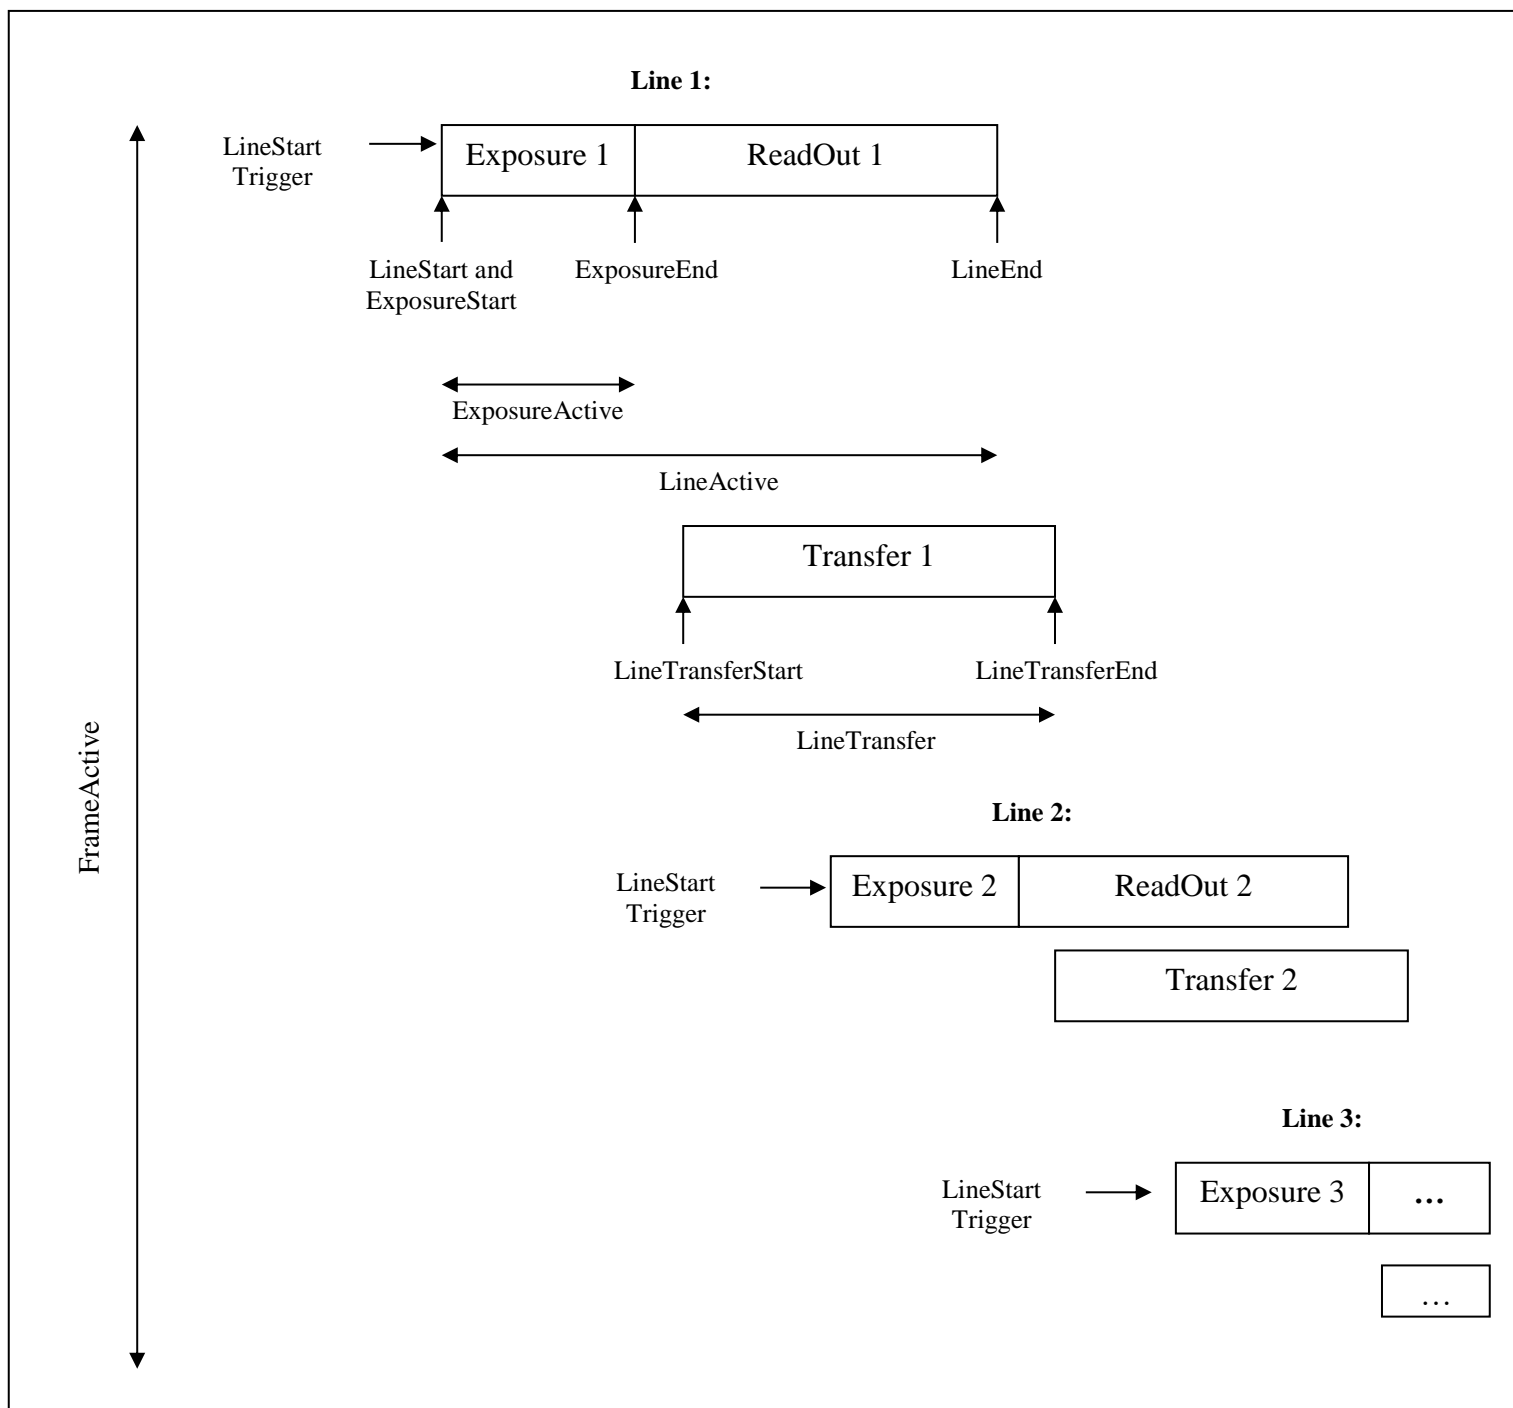 Line 1:
LineStart
Trigger
Exposure 1
ReadOut 1
LineStart and
ExposureStart
ExposureEnd
LineEnd
ExposureActive
LineActive
Transfer 1
LineTransferStart
LineTransferEnd
LineTransfer
FrameActive
Line 2:
LineStart
Trigger
Exposure 2
ReadOut 2
Transfer 2
Line 3:
LineStart
Trigger
Exposure 3
...
...